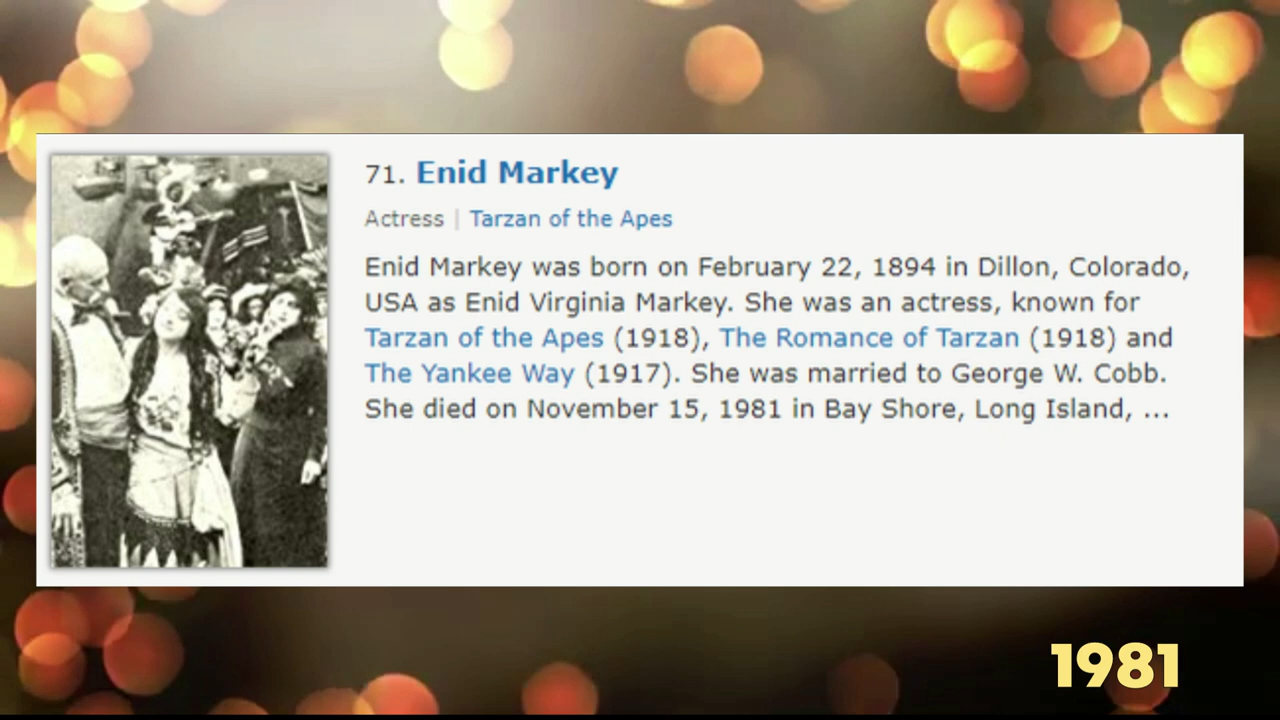 71. Enid Markey
Actress | Tarzan of the Apes
Enid Markey was born on February 22, 1894 in Dillon, Colorado,
USA as Enid Virginia Markey. She was an actress, known for
Tarzan of the Apes (1918), The Romance of Tarzan (1918) and
The Yankee Way (1917). She was married to George W. Cobb.
She died on November 15, 1981 in Bay Shore, Long Island, ...
1981